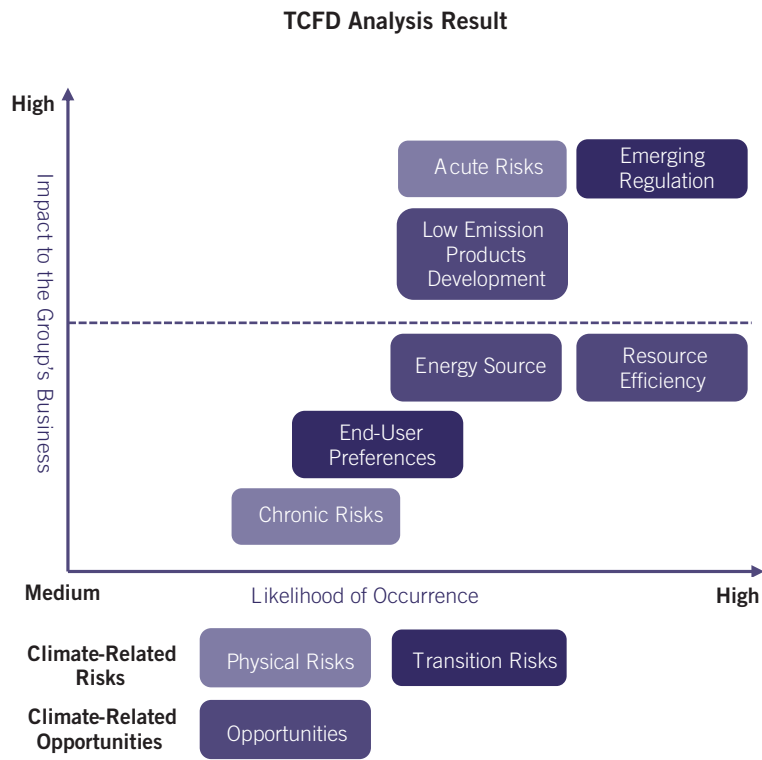 TCFD Analysis Result
High
Impact to the Group's Business
Acute Risks
Emerging
Regulation
Low Emission
Products
Development
Energy Source
Resource
Efficiency
End-User
Preferences
Chronic Risks
Medium
Likelihood of Occurrence
High
Climate-Related
Risks
Physical Risks
Transition Risks
Climate-Related
Opportunities
Opportunities